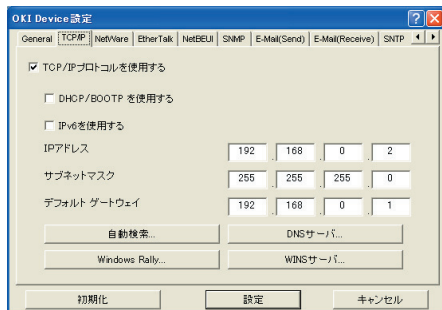 OKI Device設定
General TCP/IP NetWare EtherTalk NetBEUI SNMP E-Mail(Send) E-Mail(Receive) SNTP
TCP/IPプロトコルを使用する
DHCP/BOOTP を使用する
IPv6を使用する
IPアドレス 192 . 168 . 0 . 2
サブネットマスク 255 . 255 . 255 . 0
デフォルト ゲートウェイ 192 . 168 . 0 . 1
自動検索... DNSサーバ...
Windows Rally... WINSサーバ...
初期化 設定 キャンセル